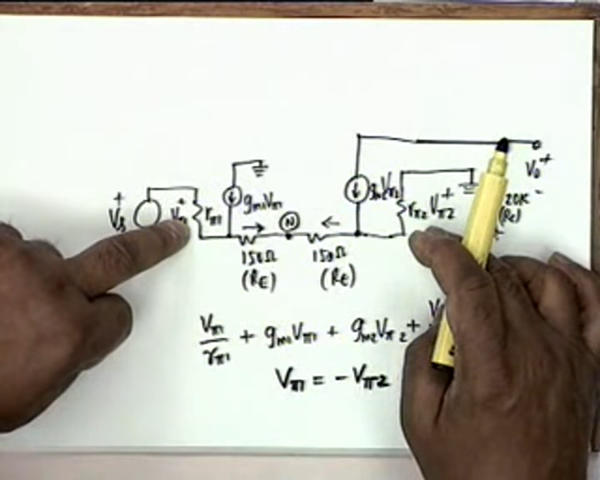 + Vs
Vπ1 +
rπ1
gm1Vπ1
N
gm2Vπ2
rπ2 Vπ2 +
Vo + -
20K
(Rc)
150Ω 150Ω
(RE) (RE)
Vπ1/rπ1 + gm1Vπ1 + gm2Vπ2 +
Vπ1 = -Vπ2